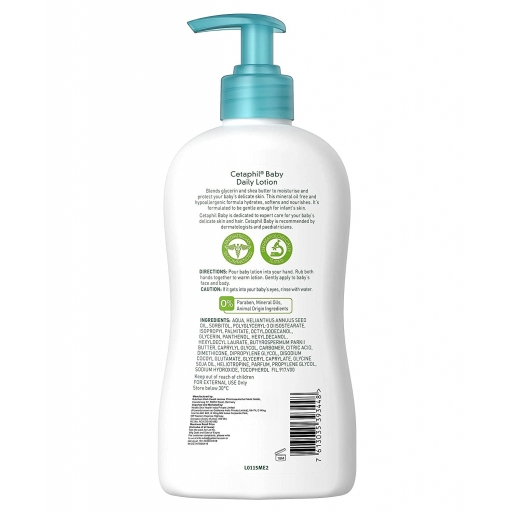 Cetaphil® Baby
Daily Lotion
Blends glycerin and shea butter to moisturise and
protect your baby's delicate skin. This mineral oil free and
hypoallergenic formula hydrates, softens and nourishes. It's
formulated to be gentle enough for infant's skin.
Cetaphil Baby is dedicated to expert care for your baby's
delicate skin and hair. Cetaphil Baby is recommended by
dermatologists and paediatricians.
DIRECTIONS: Pour baby lotion into your hand. Rub both
hands together to warm lotion. Gently apply to baby's
face and body.
CAUTION: If it gets into your baby's eyes, rinse with water.
0%
Paraben, Mineral Oils,
Animal Origin Ingredients
INGREDIENTS: AQUA, HELIANTHUS ANNUUS SEED
OIL, SORBITOL, POLYGLYCERYL-3 DIISOSTEARATE,
ISOPROPYL PALMITATE, OCTYLDODECANOL,
GLYCERIN, PANTHENOL, HEXYLDECANOL,
HEXYLDECYL LAURATE, BUTYROSPERMUM PARKII
BUTTER, CAPRYLYL GLYCOL, CARBOMER, CITRIC ACID,
DIMETHICONE, DIPROPYLENE GLYCOL, DISODIUM
COCOYL GLUTAMATE, GLYCERYL CAPRYLATE, GLYCINE
SOJA OIL, HELIOTROPINE, PARFUM, PROPYLENE GLYCOL,
SODIUM HYDROXIDE, TOCOPHEROL FIL 917.V00
Keep out of reach of children
FOR EXTERNAL USE Only
Store below 30°C
7 613035 393448
L0115ME2